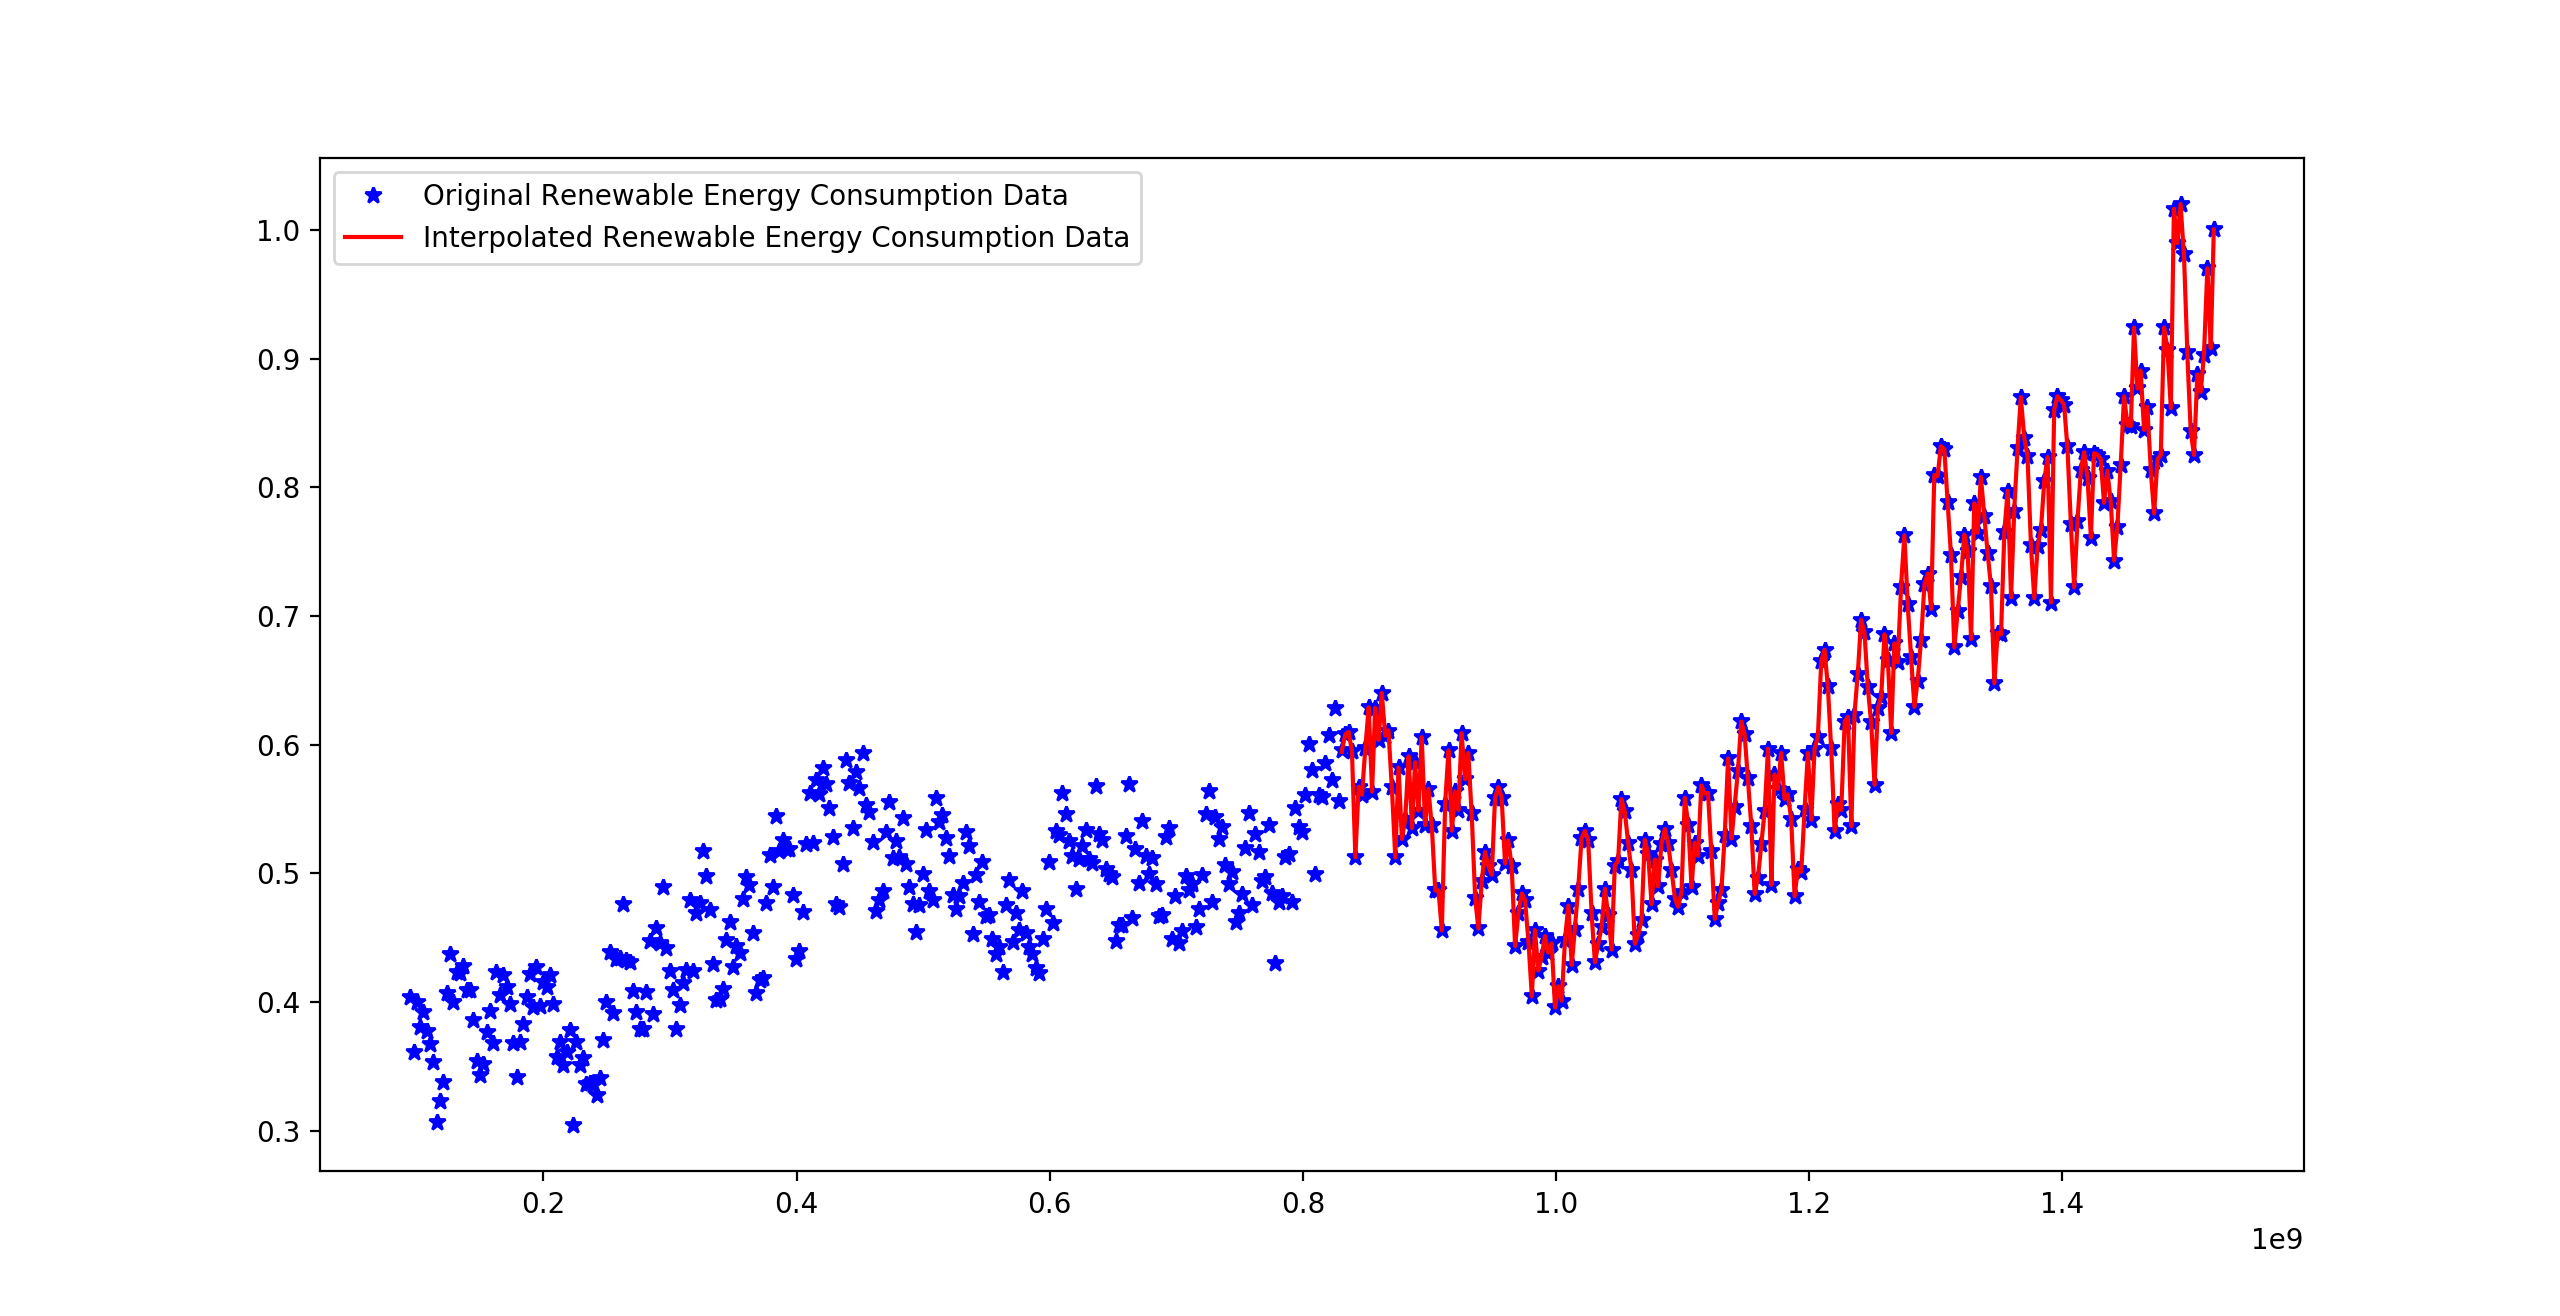 Original Renewable Energy Consumption Data
Interpolated Renewable Energy Consumption Data
1.0
0.9
0.8
0.7
0.6
0.5
0.4
0.3
0.2 0.4 0.6 0.8 1.0 1.2 1.4
1e9